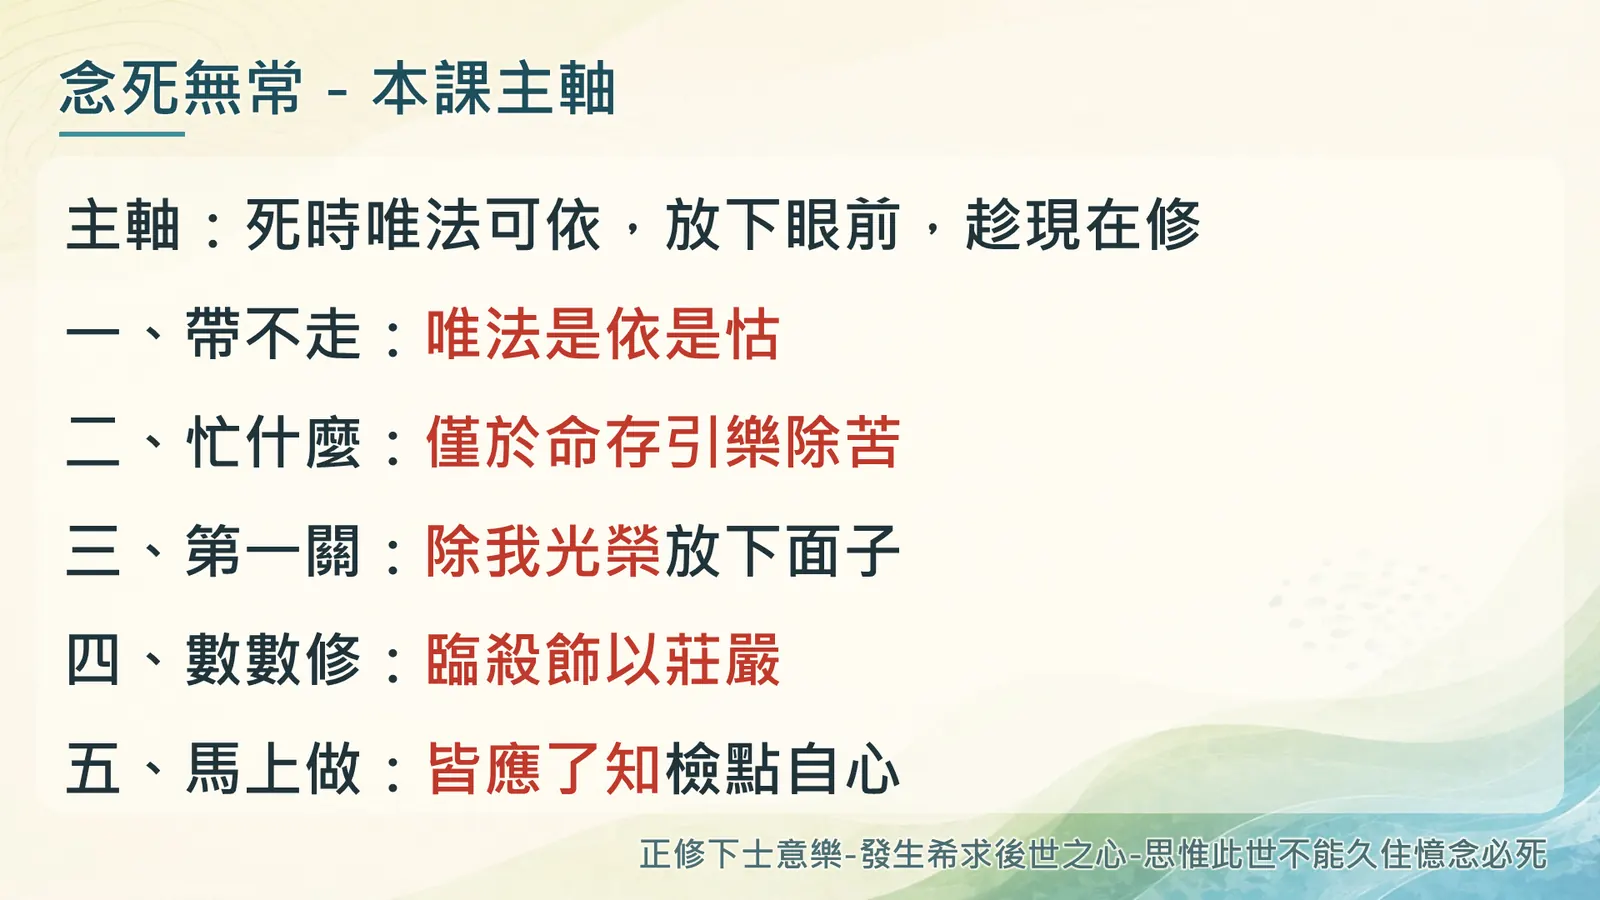 念死無常 - 本課主軸
主軸：死時唯法可依，放下眼前，趁現在修
一、帶不走：唯法是依是怙
二、忙什麼：僅於命存引樂除苦
三、第一關：除我光榮放下面子
四、數數修：臨殺飾以莊嚴
五、馬上做：皆應了知檢點自心
正修下士意樂-發生希求後世之心-思惟此世不能久住憶念必死